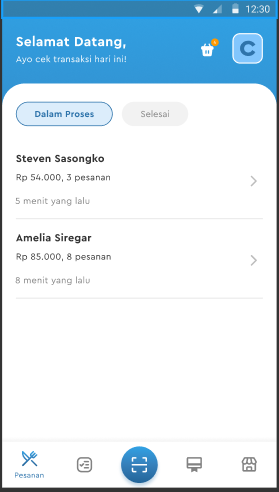 12:30
Selamat Datang,
Ayo cek transaksi hari ini!
C
Dalam Proses
Selesai
Steven Sasongko
Rp 54.000, 3 pesanan
5 menit yang lalu
Amelia Siregar
Rp 85.000, 8 pesanan
8 menit yang lalu
Pesanan